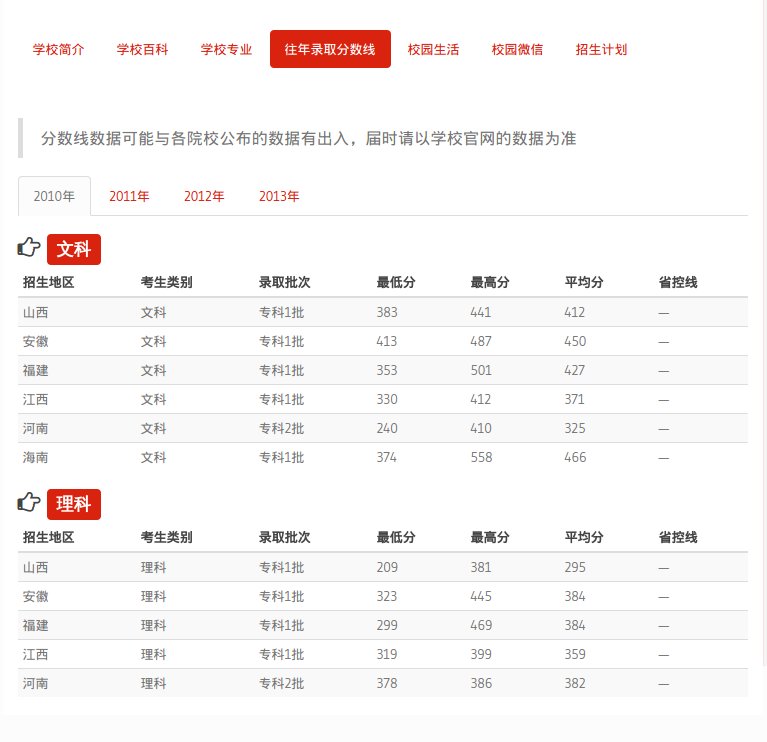 学校简介 学校百科 学校专业 往年录取分数线 校园生活 校园微信 招生计划
分数线数据可能与各院校公布的数据有出入，届时请以学校官网的数据为准
2010年 2011年 2012年 2013年
文科
招生地区 考生类别 录取批次 最低分 最高分 平均分 省控线
山西 文科 专科1批 383 441 412 —
安徽 文科 专科1批 413 487 450 —
福建 文科 专科1批 353 501 427 —
江西 文科 专科1批 330 412 371 —
河南 文科 专科2批 240 410 325 —
海南 文科 专科1批 374 558 466 —
理科
招生地区 考生类别 录取批次 最低分 最高分 平均分 省控线
山西 理科 专科1批 209 381 295 —
安徽 理科 专科1批 323 445 384 —
福建 理科 专科1批 299 469 384 —
江西 理科 专科1批 319 399 359 —
河南 理科 专科2批 378 386 382 —